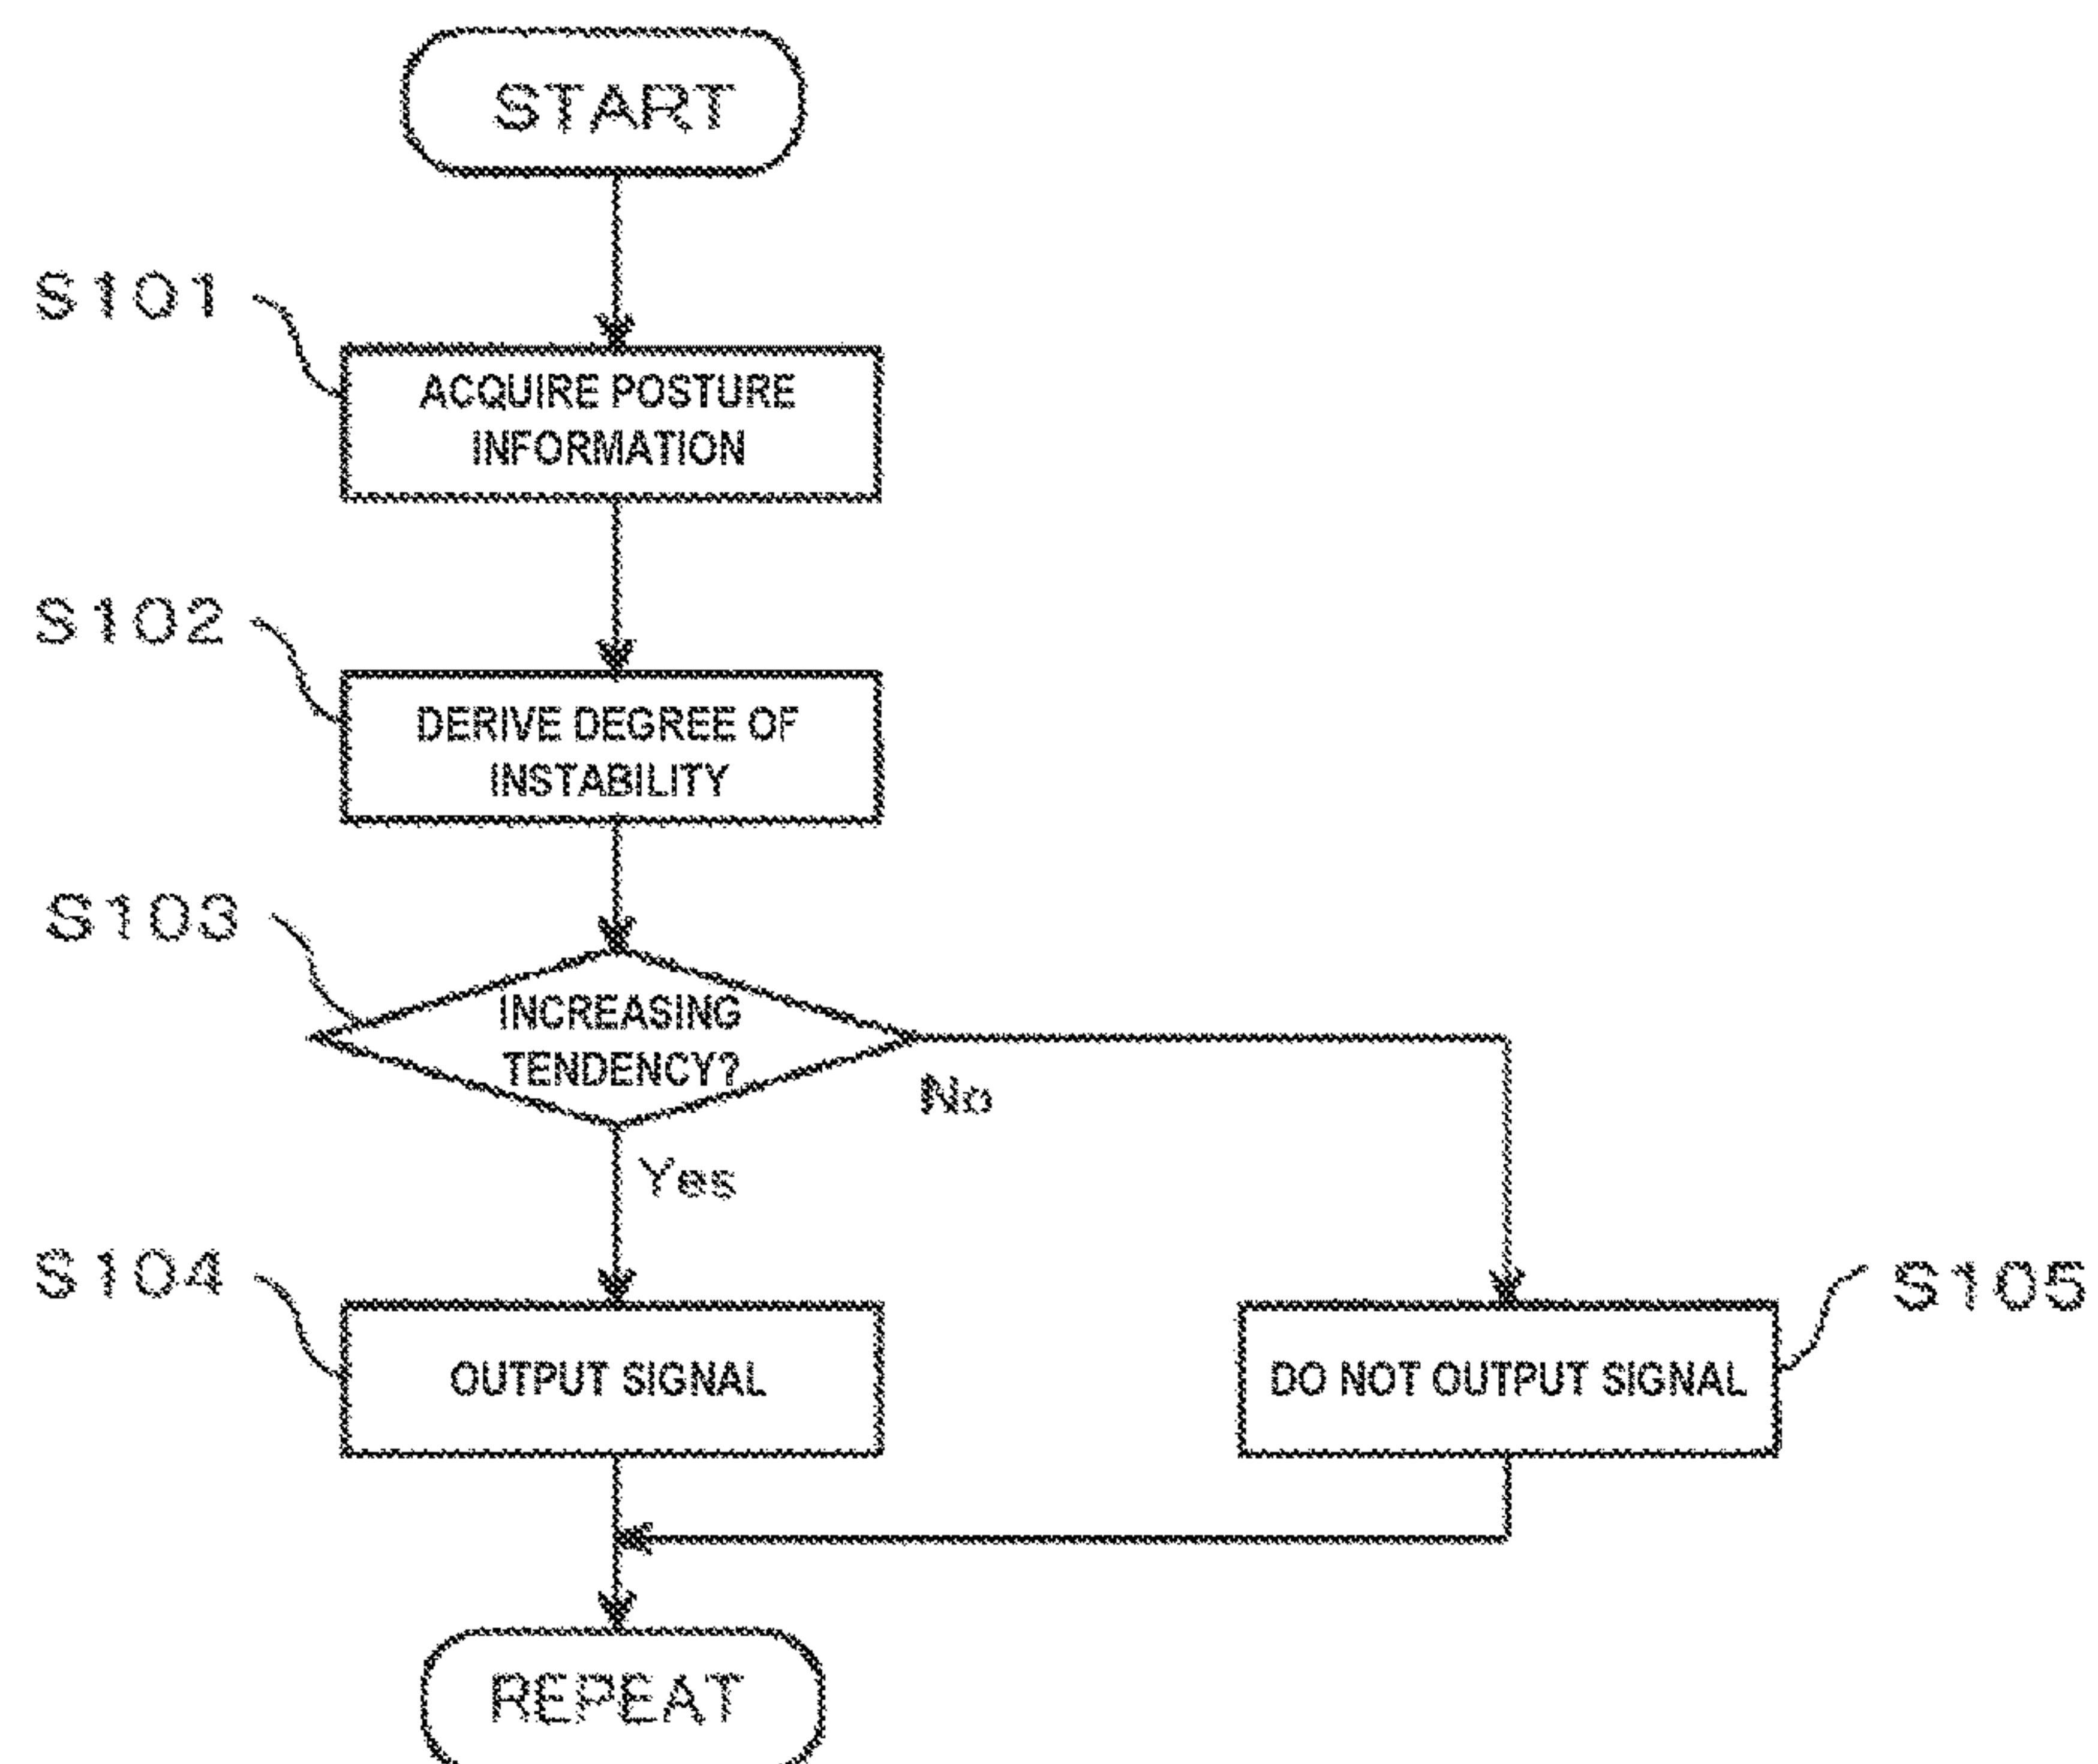 START
S101
ACQUIRE POSTURE
INFORMATION
S102
DERIVE DEGREE OF
INSTABILITY
S103
INCREASING
TENDENCY?
No
Yes
S104
OUTPUT SIGNAL
DO NOT OUTPUT SIGNAL
S105
REPEAT